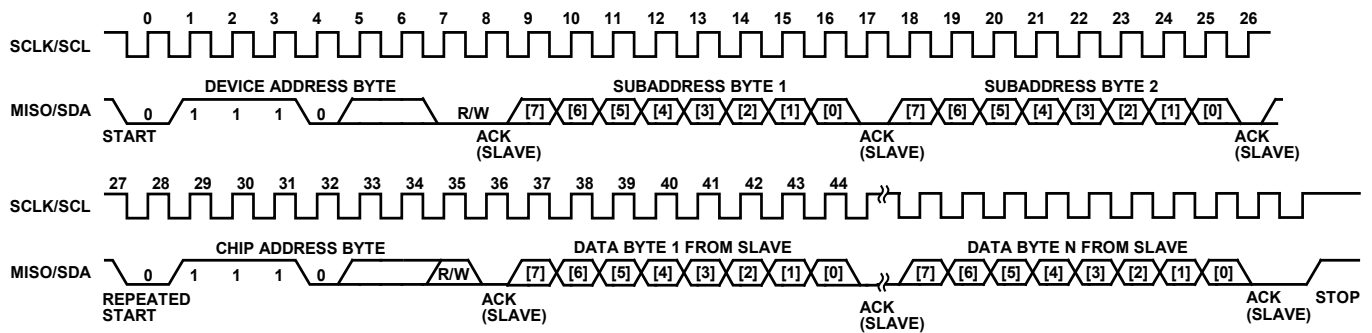 0 1 2 3 4 5 6 7 8 9 10 11 12 13 14 15 16 17 18 19 20 21 22 23 24 25 26
SCLK/SCL
DEVICE ADDRESS BYTE SUBADDRESS BYTE 1 SUBADDRESS BYTE 2
MISO/SDA 0 1 1 1 0 R/W [7] [6] [5] [4] [3] [2] [1] [0] [7] [6] [5] [4] [3] [2] [1] [0]
START ACK (SLAVE) ACK (SLAVE) ACK (SLAVE)
27 28 29 30 31 32 33 34 35 36 37 38 39 40 41 42 43 44
SCLK/SCL
CHIP ADDRESS BYTE DATA BYTE 1 FROM SLAVE DATA BYTE N FROM SLAVE
MISO/SDA 0 1 1 1 0 R/W [7] [6] [5] [4] [3] [2] [1] [0] [7] [6] [5] [4] [3] [2] [1] [0]
REPEATED START ACK (SLAVE) ACK (SLAVE) ACK (SLAVE) STOP